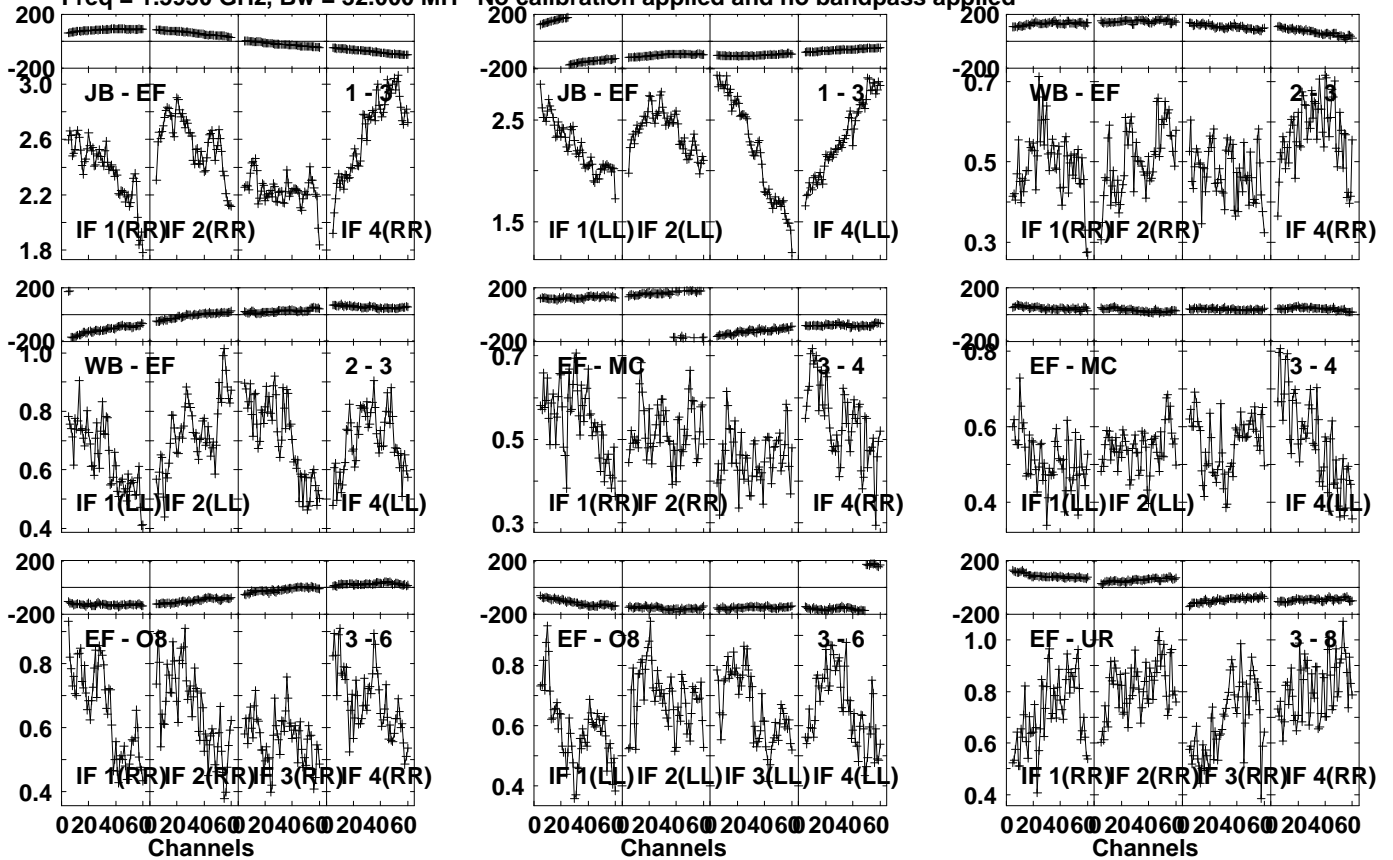 No calibration applied and no bandpass applied
200
-200
3.0
2.6
2.2
1.8
JB - EF
1 - 3
IF 1(RR)
IF 2(RR)
IF 4(RR)
200
-200
2.5
1.5
JB - EF
1 - 3
IF 1(LL)
IF 2(LL)
IF 4(LL)
200
-200
0.7
0.5
0.3
WB - EF
2 - 3
IF 1(RR)
IF 2(RR)
IF 4(RR)
200
-200
1.0
0.8
0.6
0.4
WB - EF
2 - 3
IF 1(LL)
IF 2(LL)
IF 4(LL)
200
-200
0.7
0.5
0.3
EF - MC
3 - 4
IF 1(RR)
IF 2(RR)
IF 4(RR)
200
-200
0.8
0.6
0.4
EF - MC
3 - 4
IF 1(LL)
IF 2(LL)
IF 4(LL)
200
-200
0.8
0.6
0.4
EF - O8
3 - 6
IF 1(RR)
IF 2(RR)
IF 3(RR)
IF 4(RR)
0 20 40 60 0 20 40 60 0 20 40 60 0 20 40 60
Channels
200
-200
0.8
0.6
0.4
EF - O8
3 - 6
IF 1(LL)
IF 2(LL)
IF 3(LL)
IF 4(LL)
0 20 40 60 0 20 40 60 0 20 40 60 0 20 40 60
Channels
200
-200
1.0
0.8
0.6
0.4
EF - UR
3 - 8
IF 1(RR)
IF 2(RR)
IF 3(RR)
IF 4(RR)
0 20 40 60 0 20 40 60 0 20 40 60 0 20 40 60
Channels